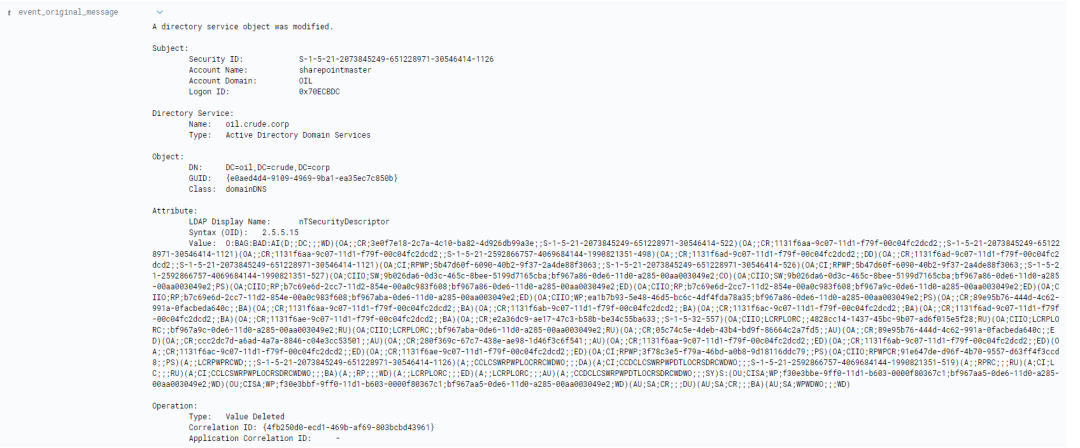 t event_original_message
A directory service object was modified.
Subject:
Security ID: S-1-5-21-2073845249-651228971-30546414-1126
Account Name: sharepointmaster
Account Domain: OIL
Logon ID: 0x70ECBDC
Directory Service:
Name: oil.crude.corp
Type: Active Directory Domain Services
Object:
DN: DC=oil,DC=crude,DC=corp
GUID: {e0aed4d4-9109-4969-9ba1-ea35ec7c850b}
Class: domainDNS
Attribute:
LDAP Display Name: nTSecurityDescriptor
Syntax (OID): 2.5.5.15
Value: O:BAG:BAD:AI(D;;DC;;;WD)(OA;;CR;3e0f7e18-2c7a-4c10-ba82-4d926db99a3e;;S-1-5-21-2073845249-651228971-30546414-522)(OA;;CR;1131f6aa-9c07-11d1-f79f-00c04fc2dcd2;;S-1-5-21-2073845249-65122
8971-30546414-1121)(OA;;CR;1131f6aa-9c07-11d1-f79f-00c04fc2dcd2;;S-1-5-21-2592866757-4069684144-1990821351-498)(OA;;CR;1131f6ad-9c07-11d1-f79f-00c04fc2dcd2;;DD)(OA;;CR;1131f6ad-9c07-11d1-f79f-00c04fc2
dcd2;;S-1-5-21-2073845249-651228971-30546414-1121)(OA;CI;RPWP;5b47d60f-6090-40b2-9f37-2a4de88f3063;;S-1-5-21-2073845249-651228971-30546414-526)(OA;CI;RPWP;5b47d60f-6090-40b2-9f37-2a4de88f3063;;S-1-5-2
1-2592866757-4069684144-1990821351-527)(OA;CIIO;SW;9b026da6-0d3c-465c-8bee-5199d7165cba;bf967a86-0de6-11d0-a285-00aa003049e2;CO)(OA;CIIO;SW;9b026da6-0d3c-465c-8bee-5199d7165cba;bf967a86-0de6-11d0-a285
-00aa003049e2;PS)(OA;CIIO;RP;b7c69e6d-2cc7-11d2-854e-00a0c983f608;bf967a86-0de6-11d0-a285-00aa003049e2;ED)(OA;CIIO;RP;b7c69e6d-2cc7-11d2-854e-00a0c983f608;bf967a9c-0de6-11d0-a285-00aa003049e2;ED)(OA;C
IIO;RP;b7c69e6d-2cc7-11d2-854e-00a0c983f608;bf967aba-0de6-11d0-a285-00aa003049e2;ED)(OA;CIIO;WP;ea1b7b93-5e48-46d5-bc6c-4df4fda78a35;bf967a86-0de6-11d0-a285-00aa003049e2;PS)(OA;;CR;89e95b76-444d-4c62-
991a-0facbeda640c;;BA)(OA;;CR;1131f6aa-9c07-11d1-f79f-00c04fc2dcd2;;BA)(OA;;CR;1131f6ab-9c07-11d1-f79f-00c04fc2dcd2;;BA)(OA;;CR;1131f6ac-9c07-11d1-f79f-00c04fc2dcd2;;BA)(OA;;CR;1131f6ad-9c07-11d1-f79f
-00c04fc2dcd2;;BA)(OA;;CR;1131f6ae-9c07-11d1-f79f-00c04fc2dcd2;;BA)(OA;;CR;e2a36dc9-ae17-47c3-b58b-be34c55ba633;;S-1-5-32-557)(OA;CIIO;LCRPLORC;;4828cc14-1437-45bc-9b07-ad6f015e5f28;RU)(OA;CIIO;LCRPLO
RC;;bf967a9c-0de6-11d0-a285-00aa003049e2;RU)(OA;CIIO;LCRPLORC;;bf967aba-0de6-11d0-a285-00aa003049e2;RU)(OA;;CR;05c74c5e-4deb-43b4-bd9f-86664c2a7fd5;;AU)(OA;;CR;89e95b76-444d-4c62-991a-0facbeda640c;;E
D)(OA;;CR;ccc2dc7d-a6ad-4a7a-8846-c04e3cc53501;;AU)(OA;;CR;280f369c-67c7-438e-ae98-1d46f3c6f541;;AU)(OA;;CR;1131f6aa-9c07-11d1-f79f-00c04fc2dcd2;;ED)(OA;;CR;1131f6ab-9c07-11d1-f79f-00c04fc2dcd2;;ED)(O
A;;CR;1131f6ac-9c07-11d1-f79f-00c04fc2dcd2;;ED)(OA;;CR;1131f6ae-9c07-11d1-f79f-00c04fc2dcd2;;ED)(OA;CI;RPWP;3f78c3e5-f79a-46bd-a0b8-9d18116ddc79;;PS)(OA;CIIO;RPWPCR;91e647de-d96f-4b70-9557-d63ff4f3ccd
8;;PS)(A;;LCRPWPRCWD;;;S-1-5-21-2073845249-651228971-30546414-1126)(A;;CCLCSWRPWPLOCRRCWDWO;;;DA)(A;CI;CCDCLCSWRPWPDTLOCRSDRCWDWO;;;S-1-5-21-2592866757-4069684144-1990821351-519)(A;;RPRC;;;RU)(A;CI;L
C;;;RU)(A;CI;CCLCSWRPWPLOCRSDRCWDWO;;;BA)(A;;RP;;;WD)(A;;LCRPLORC;;;ED)(A;;LCRPLORC;;;AU)(A;;CCDCLCSWRPWPDTLOCRSDRCWDWO;;;SY)S:(OU;CIISA;WP;f30e3bbe-9ff0-11d1-b603-0000f80367c1;bf967aa5-0de6-11d0-a285-
00aa003049e2;WD)(OU;CIISA;WP;f30e3bbf-9ff0-11d1-b603-0000f80367c1;bf967aa5-0de6-11d0-a285-00aa003049e2;WD)(AU;SA;CR;;;DU)(AU;SA;CR;;;BA)(AU;SA;WPWDWO;;;WD)
Operation:
Type: Value Deleted
Correlation ID: {4fb250d0-ecd1-469b-af69-803bcbd43961}
Application Correlation ID: -